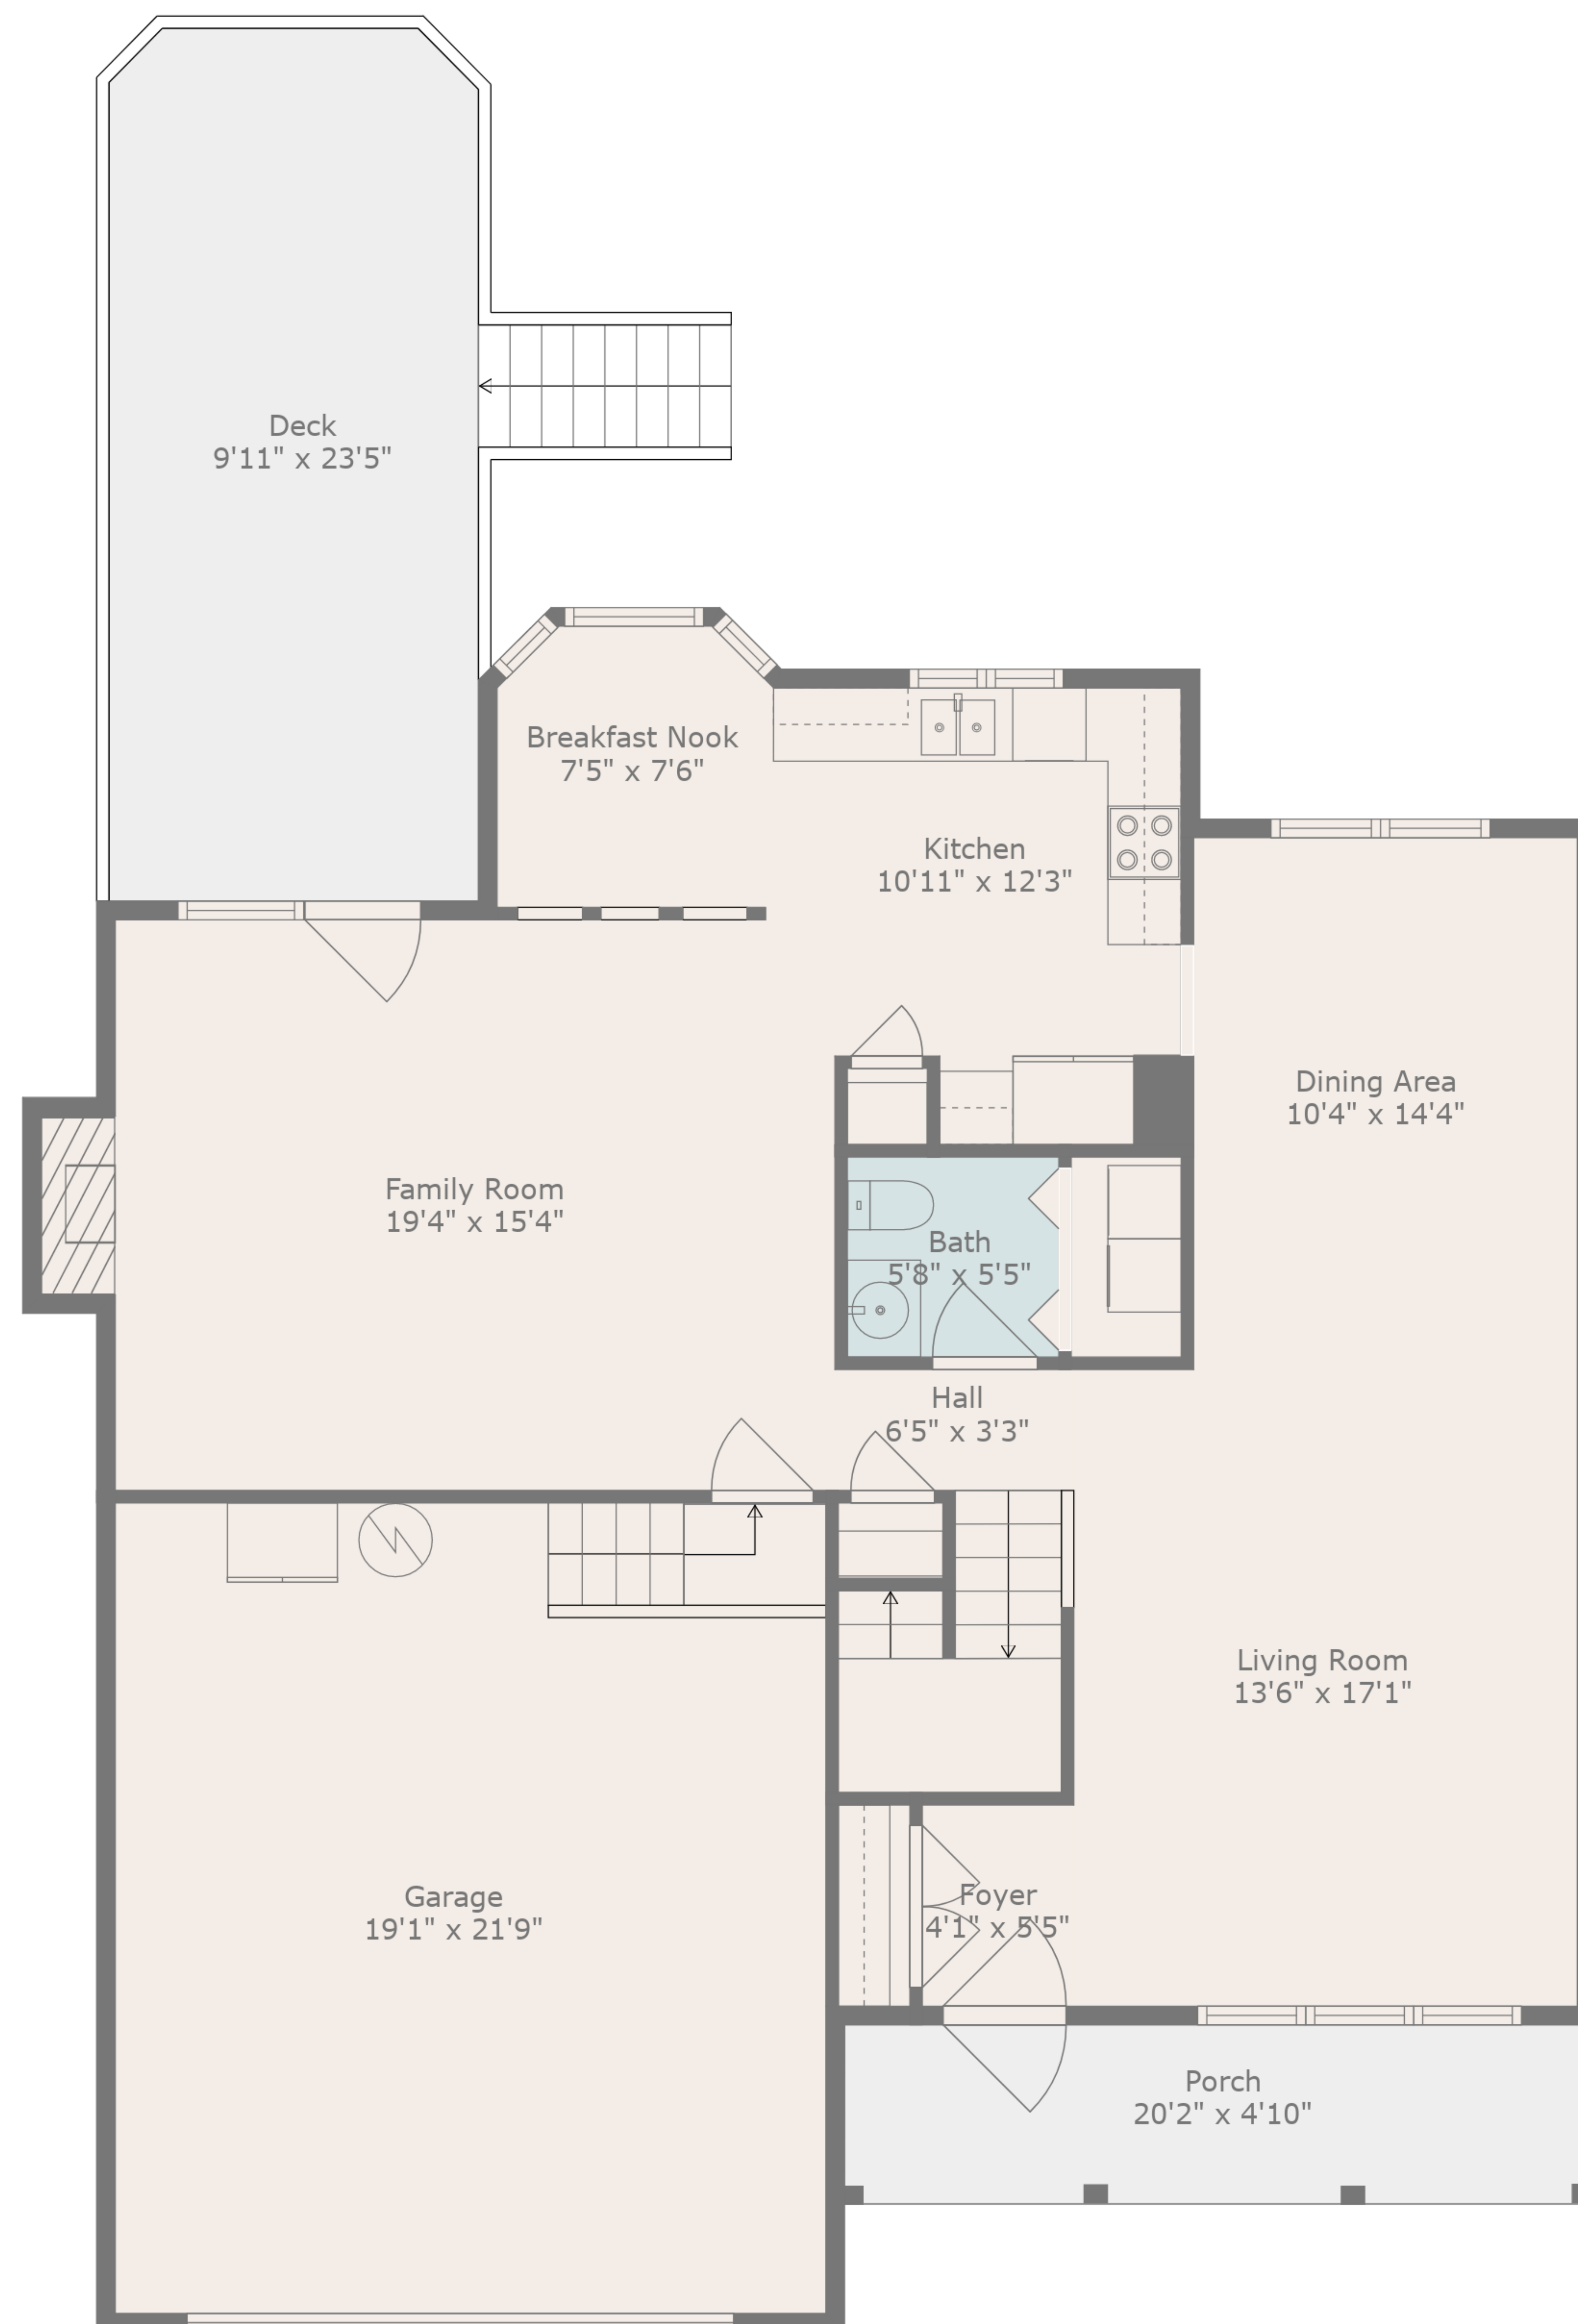 Deck
9'11" x 23'5"
Breakfast Nook
7'5" x 7'6"
Kitchen
10'11" x 12'3"
Dining Area
10'4" x 14'4"
Family Room
19'4" x 15'4"
Bath
5'8" x 5'5"
Hall
6'5" x 3'3"
Living Room
13'6" x 17'1"
Garage
19'1" x 21'9"
Foyer
4'1" x 5'5"
Porch
20'2" x 4'10"